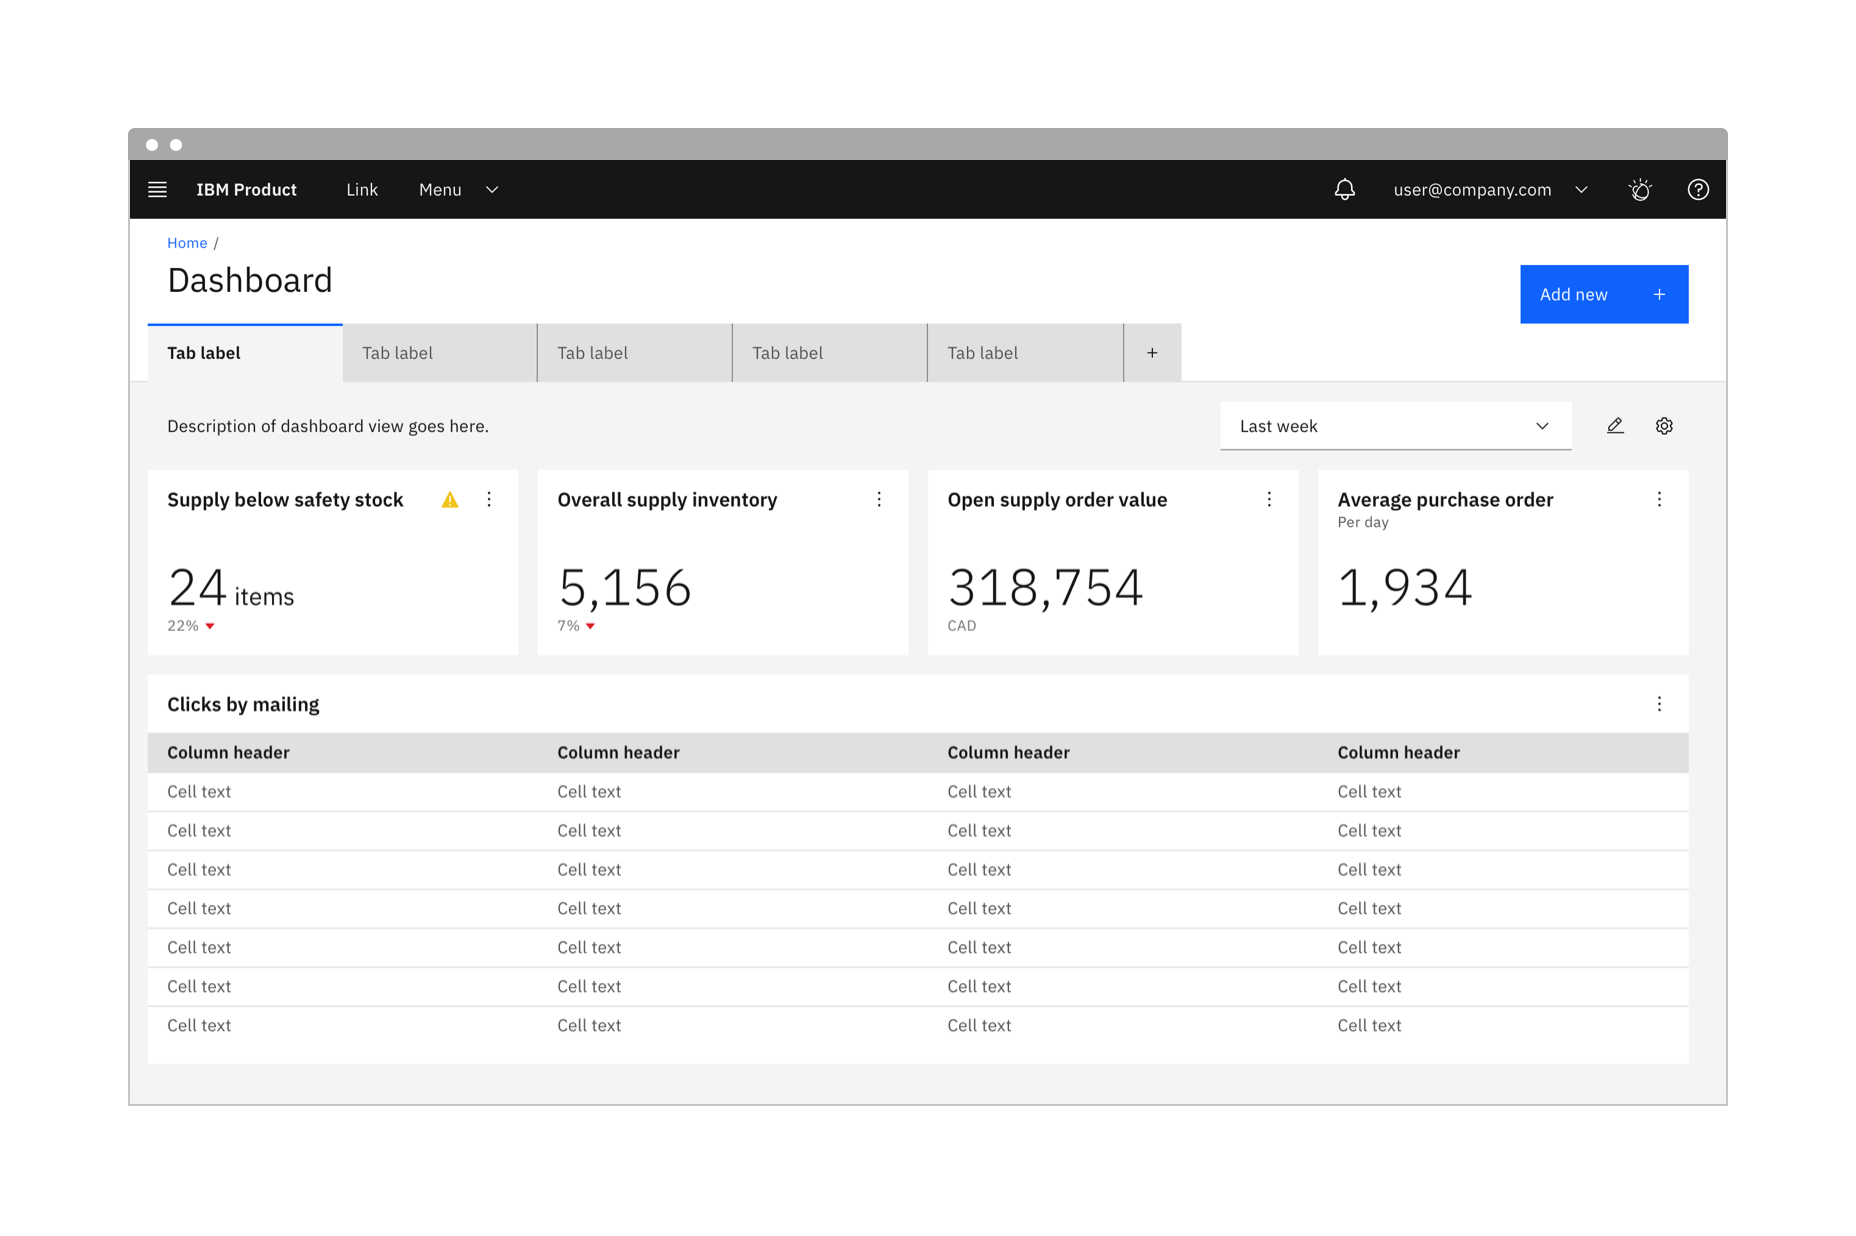 IBM Product Link Menu user@company.com
Home /
Dashboard
Add new +
Tab label Tab label Tab label Tab label Tab label +
Description of dashboard view goes here.
Last week
Supply below safety stock
24 items
22%
Overall supply inventory
5,156
7%
Open supply order value
318,754
CAD
Average purchase order
Per day
1,934
Clicks by mailing
Column header Column header Column header Column header
Cell text Cell text Cell text Cell text
Cell text Cell text Cell text Cell text
Cell text Cell text Cell text Cell text
Cell text Cell text Cell text Cell text
Cell text Cell text Cell text Cell text
Cell text Cell text Cell text Cell text
Cell text Cell text Cell text Cell text